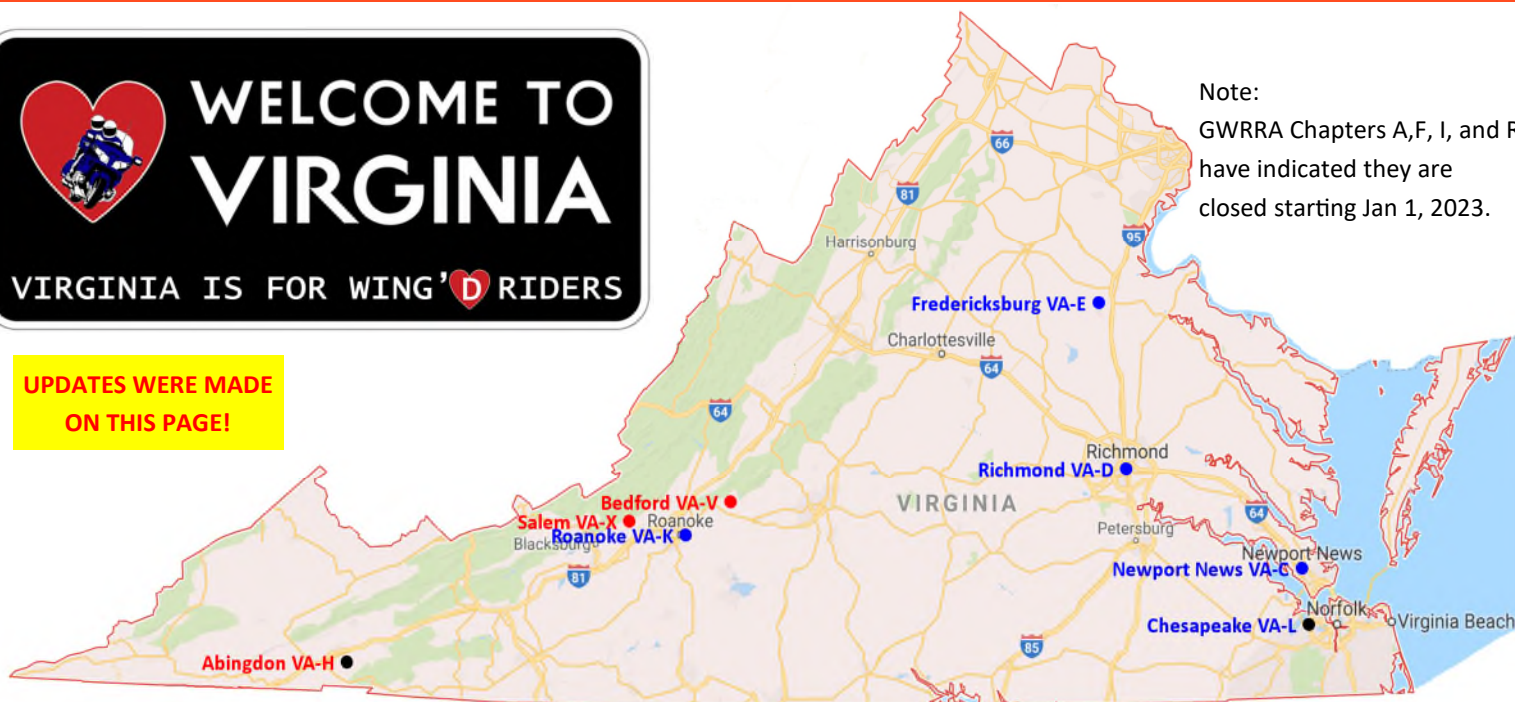 WELCOME TO
VIRGINIA
VIRGINIA IS FOR WING'D RIDERS
Note:
GWRRA Chapters A,F, I, and R
have indicated they are
closed starting Jan 1, 2023.
UPDATES WERE MADE
ON THIS PAGE!
66
81
95
Harrisonburg
Fredericksburg VA-E
Charlottesville
64
64
Richmond
Richmond VA-D
VIRGINIA
Bedford VA-V
Salem VA-X
Roanoke
Blacksburg
Roanoke VA-K
64
Petersburg
Newport News
Newport News VA-C
81
Norfolk
Chesapeake VA-L
Virginia Beach
85
Abingdon VA-H